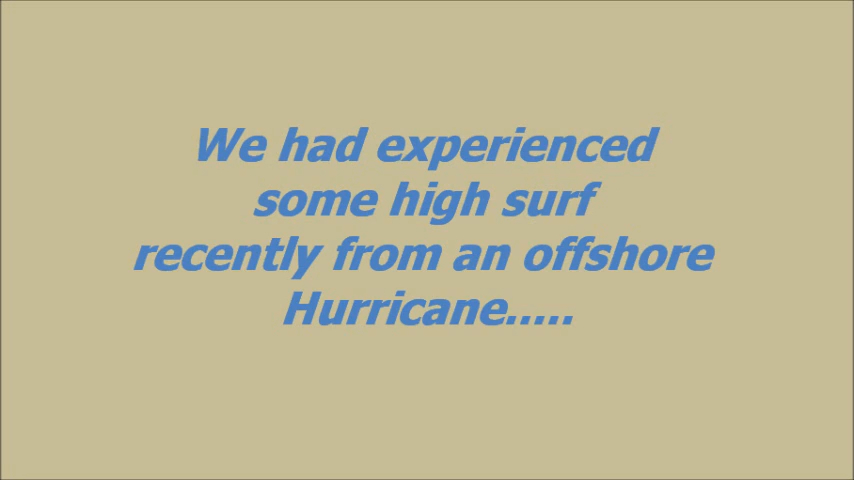 We had experienced
some high surf
recently from an offshore
Hurricane.....